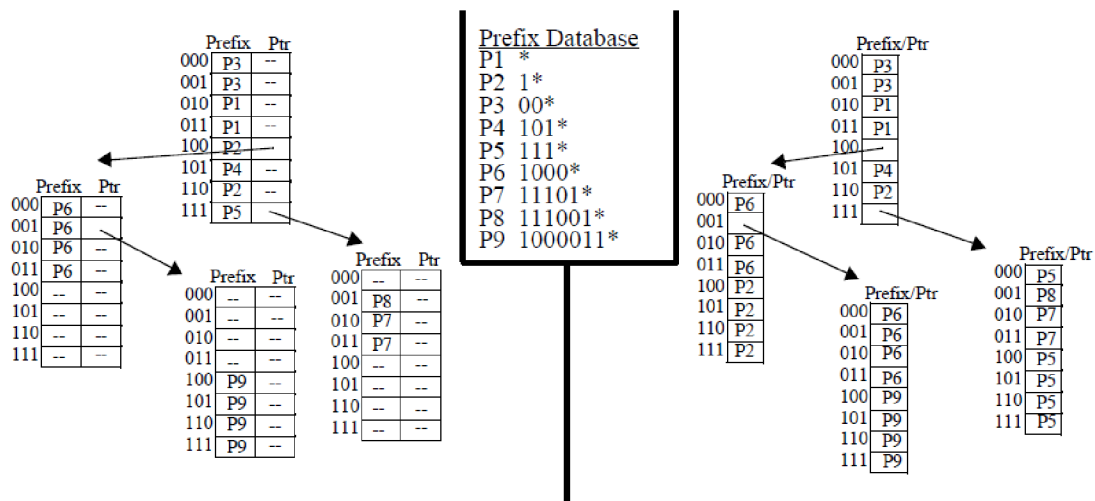 Prefix Ptr
000 P3 --
001 P3 --
010 P1 --
011 P1 --
100 P2
101 P4 --
110 P2 --
111 P5
Prefix Ptr
000 P6 --
001 P6
010 P6 --
011 P6 --
100 -- --
101 -- --
110 -- --
111 -- --
Prefix Ptr
000 -- --
001 -- --
010 -- --
011 -- --
100 P9 --
101 P9 --
110 P9 --
111 P9 --
Prefix Ptr
000 -- --
001 P8 --
010 P7 --
011 P7 --
100 -- --
101 -- --
110 -- --
111 -- --
Prefix Database
P1 *
P2 1*
P3 00*
P4 101*
P5 111*
P6 1000*
P7 11101*
P8 111001*
P9 1000011*
Prefix/Ptr
000 P3
001 P3
010 P1
011 P1
100
101 P4
110 P2
111
Prefix/Ptr
000 P6
001
010 P6
011 P6
100 P2
101 P2
110 P2
111 P2
Prefix/Ptr
000 P6
001 P6
010 P6
011 P6
100 P9
101 P9
110 P9
111 P9
Prefix/Ptr
000 P5
001 P8
010 P7
011 P7
100 P5
101 P5
110 P5
111 P5